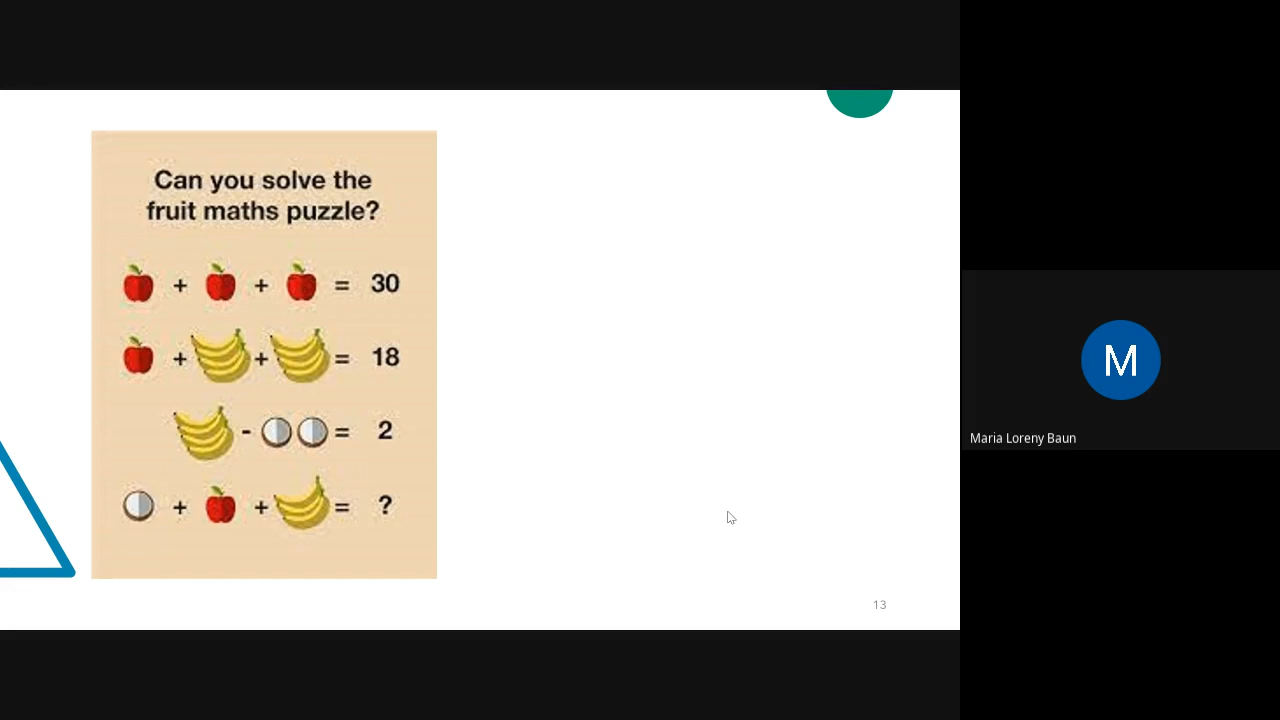 Can you solve the
fruit maths puzzle?
+ + = 30
+ + = 18
- = 2
+ + = ?
13
M
Maria Loreny Baun